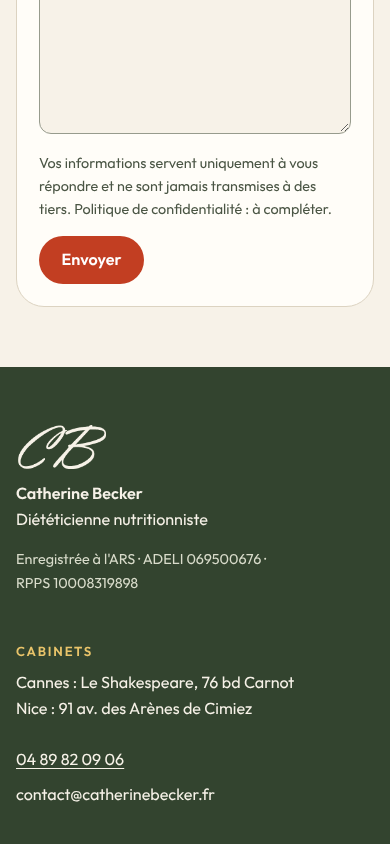 Vos informations servent uniquement à vous
répondre et ne sont jamais transmises à des
tiers. Politique de confidentialité : à compléter.
Envoyer
CB
Catherine Becker
Diététicienne nutritionniste
Enregistrée à l'ARS · ADELI 069500676 ·
RPPS 10008319898
CABINETS
Cannes : Le Shakespeare, 76 bd Carnot
Nice : 91 av. des Arènes de Cimiez
04 89 82 09 06
contact@catherinebecker.fr